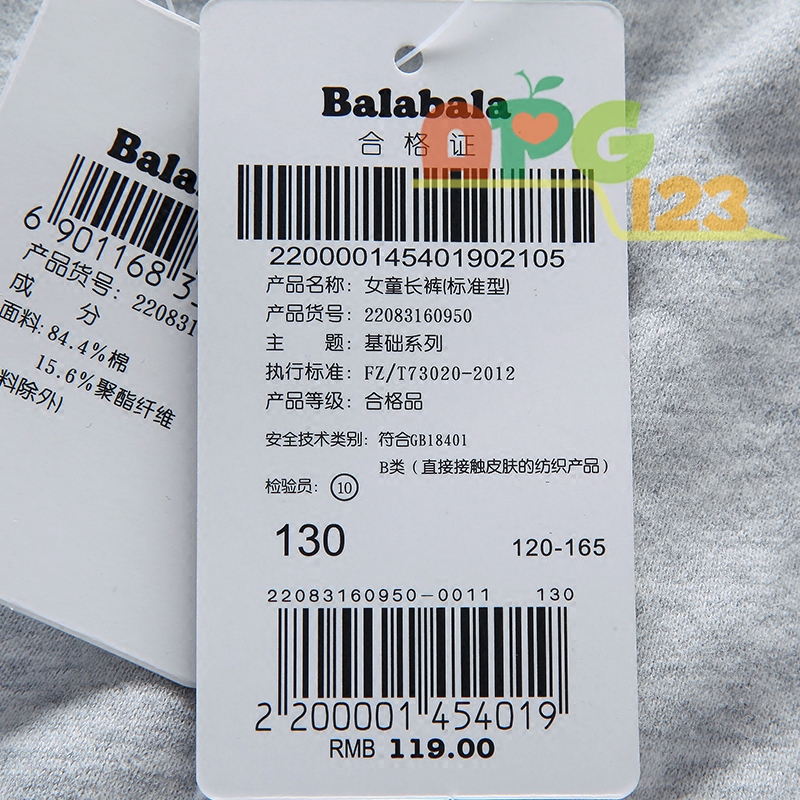 Balabala
合格证
220000145401902105
产品名称: 女童长裤(标准型)
产品货号: 22083160950
主 题: 基础系列
执行标准: FZ/T73020-2012
产品等级: 合格品
安全技术类别: 符合GB18401
B类 (直接接触皮肤的纺织产品)
检验员: 10
130 120-165
22083160950-0011 130
2 200001 454019
RMB 119.00
Bala
6 901168 3
产品货号: 220831
成 分
面料: 84.4%棉
15.6%聚酯纤维
料除外)
APG
123